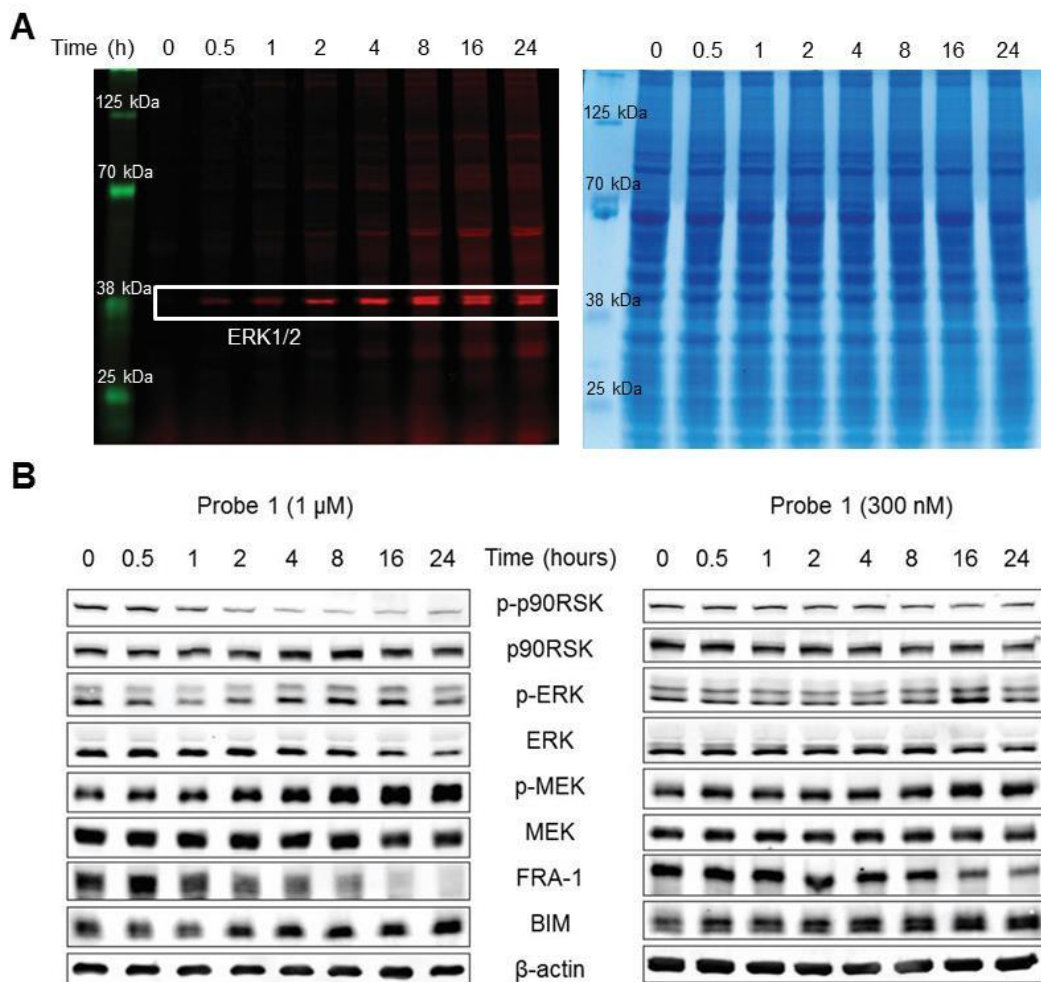 A
Time (h) 0 0.5 1 2 4 8 16 24
0 0.5 1 2 4 8 16 24
125 kDa
70 kDa
38 kDa
ERK1/2
25 kDa
125 kDa
70 kDa
38 kDa
25 kDa
B
Probe 1 (1 µM)
Probe 1 (300 nM)
0 0.5 1 2 4 8 16 24 Time (hours) 0 0.5 1 2 4 8 16 24
p-p90RSK
p90RSK
p-ERK
ERK
p-MEK
MEK
FRA-1
BIM
β-actin